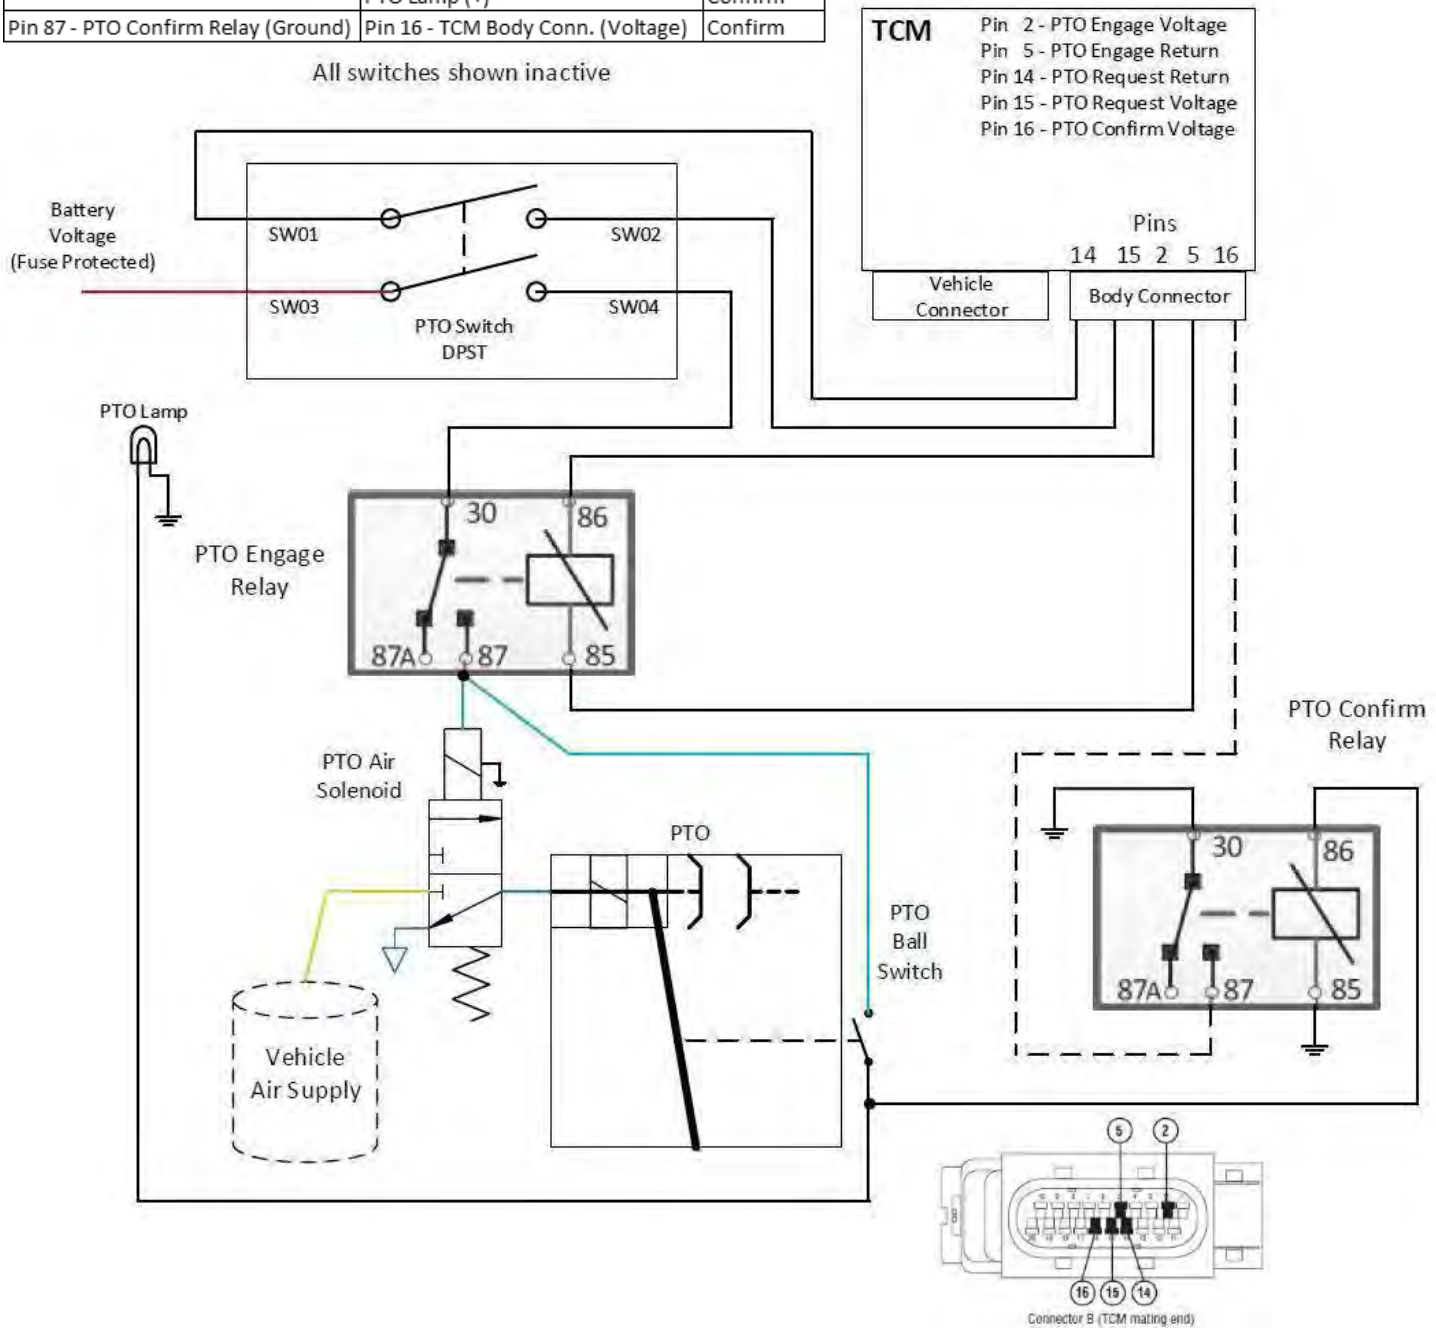 PTO Lamp (+)
Confirm
Pin 87 - PTO Confirm Relay (Ground)
Pin 16 - TCM Body Conn. (Voltage)
Confirm
All switches shown inactive
TCM
Pin 2 - PTO Engage Voltage
Pin 5 - PTO Engage Return
Pin 14 - PTO Request Return
Pin 15 - PTO Request Voltage
Pin 16 - PTO Confirm Voltage
Pins
14 15 2 5 16
Vehicle
Connector
Body Connector
Battery
Voltage
(Fuse Protected)
SW01
SW02
SW03
SW04
PTO Switch
DPST
PTO Lamp
PTO Engage
Relay
30
86
87A
87
85
PTO Confirm
Relay
30
86
87A
87
85
PTO Air
Solenoid
PTO
PTO
Ball
Switch
Vehicle
Air Supply
5
2
16
15
14
Connector B (TCM mating end)